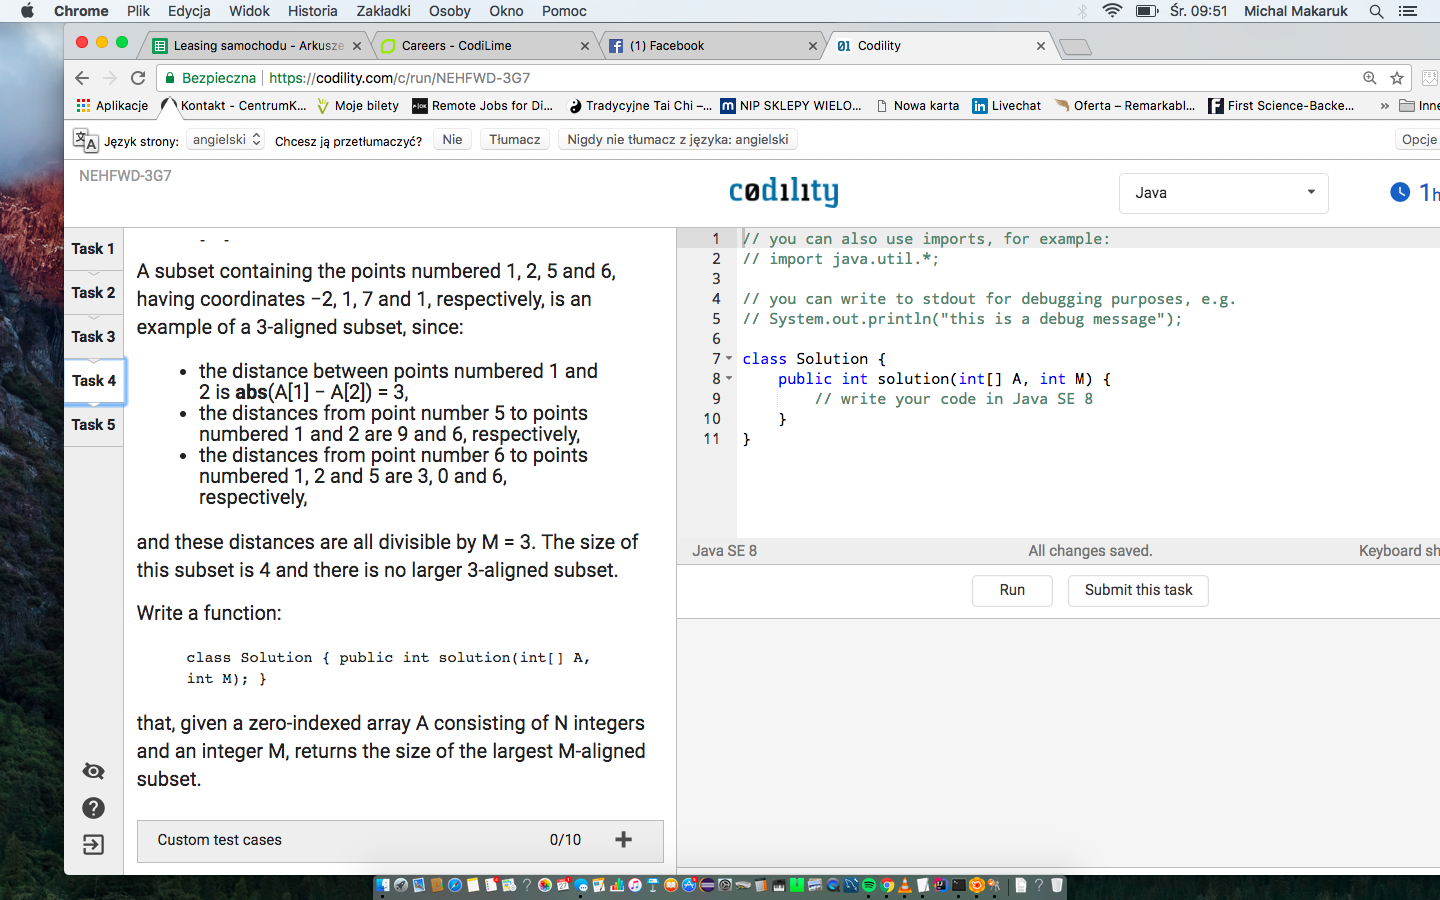 Chrome Plik Edycja Widok Historia Zakładki Osoby Okno Pomoc Śr. 09:51 Michal Makaruk
Leasing samochodu - Arkusze Careers - CodiLime (1) Facebook Codility
Bezpieczna https://codility.com/c/run/NEHFWD-3G7
Aplikacje Kontakt - CentrumK... Moje bilety Remote Jobs for Di... Tradycyjne Tai Chi –... NIP SKLEPY WIELO... Nowa karta Livechat Oferta – Remarkabl... First Science-Backe... » Inne
Język strony: angielski Chcesz ją przetłumaczyć? Nie Tłumacz Nigdy nie tłumacz z języka: angielski Opcje
NEHFWD-3G7
codility
Java
1h
Task 1
Task 2
Task 3
Task 4
Task 5
A subset containing the points numbered 1, 2, 5 and 6,
having coordinates −2, 1, 7 and 1, respectively, is an
example of a 3-aligned subset, since:
• the distance between points numbered 1 and
2 is abs(A[1] − A[2]) = 3,
• the distances from point number 5 to points
numbered 1 and 2 are 9 and 6, respectively,
• the distances from point number 6 to points
numbered 1, 2 and 5 are 3, 0 and 6,
respectively,
and these distances are all divisible by M = 3. The size of
this subset is 4 and there is no larger 3-aligned subset.
Write a function:
class Solution { public int solution(int[] A,
int M); }
that, given a zero-indexed array A consisting of N integers
and an integer M, returns the size of the largest M-aligned
subset.
Custom test cases 0/10 +
1 // you can also use imports, for example:
2 // import java.util.*;
3
4 // you can write to stdout for debugging purposes, e.g.
5 // System.out.println("this is a debug message");
6
7 class Solution {
8 public int solution(int[] A, int M) {
9 // write your code in Java SE 8
10 }
11 }
Java SE 8 All changes saved. Keyboard sh
Run Submit this task